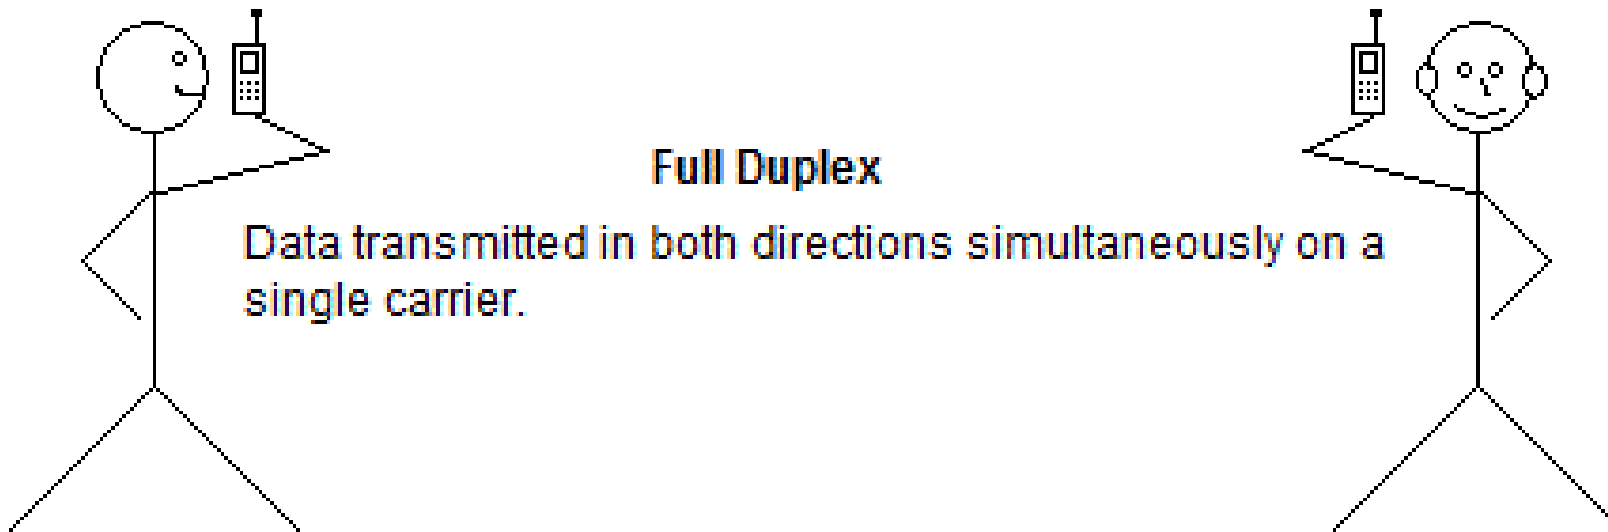 Full Duplex
Data transmitted in both directions simultaneously on a
single carrier.